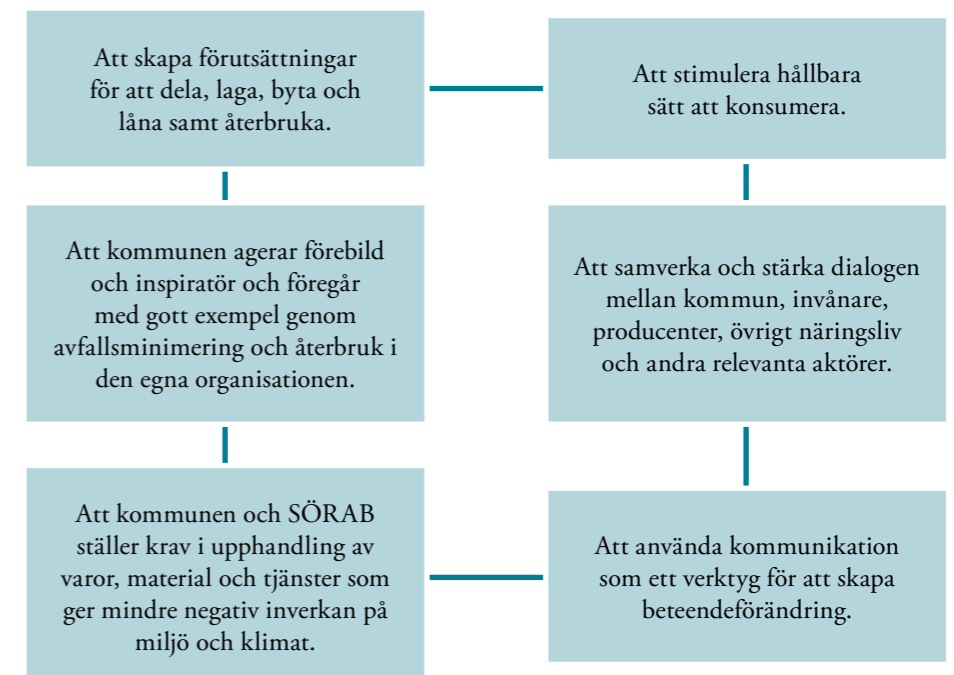 Att skapa förutsättningar
för att dela, laga, byta och
låna samt återbruka.
Att stimulera hållbara
sätt att konsumera.
Att kommunen agerar förebild
och inspiratör och föregår
med gott exempel genom
avfallsminimering och återbruk i
den egna organisationen.
Att samverka och stärka dialogen
mellan kommun, invånare,
producenter, övrigt näringsliv
och andra relevanta aktörer.
Att kommunen och SÖRAB
ställer krav i upphandling av
varor, material och tjänster som
ger mindre negativ inverkan på
miljö och klimat.
Att använda kommunikation
som ett verktyg för att skapa
beteendeförändring.